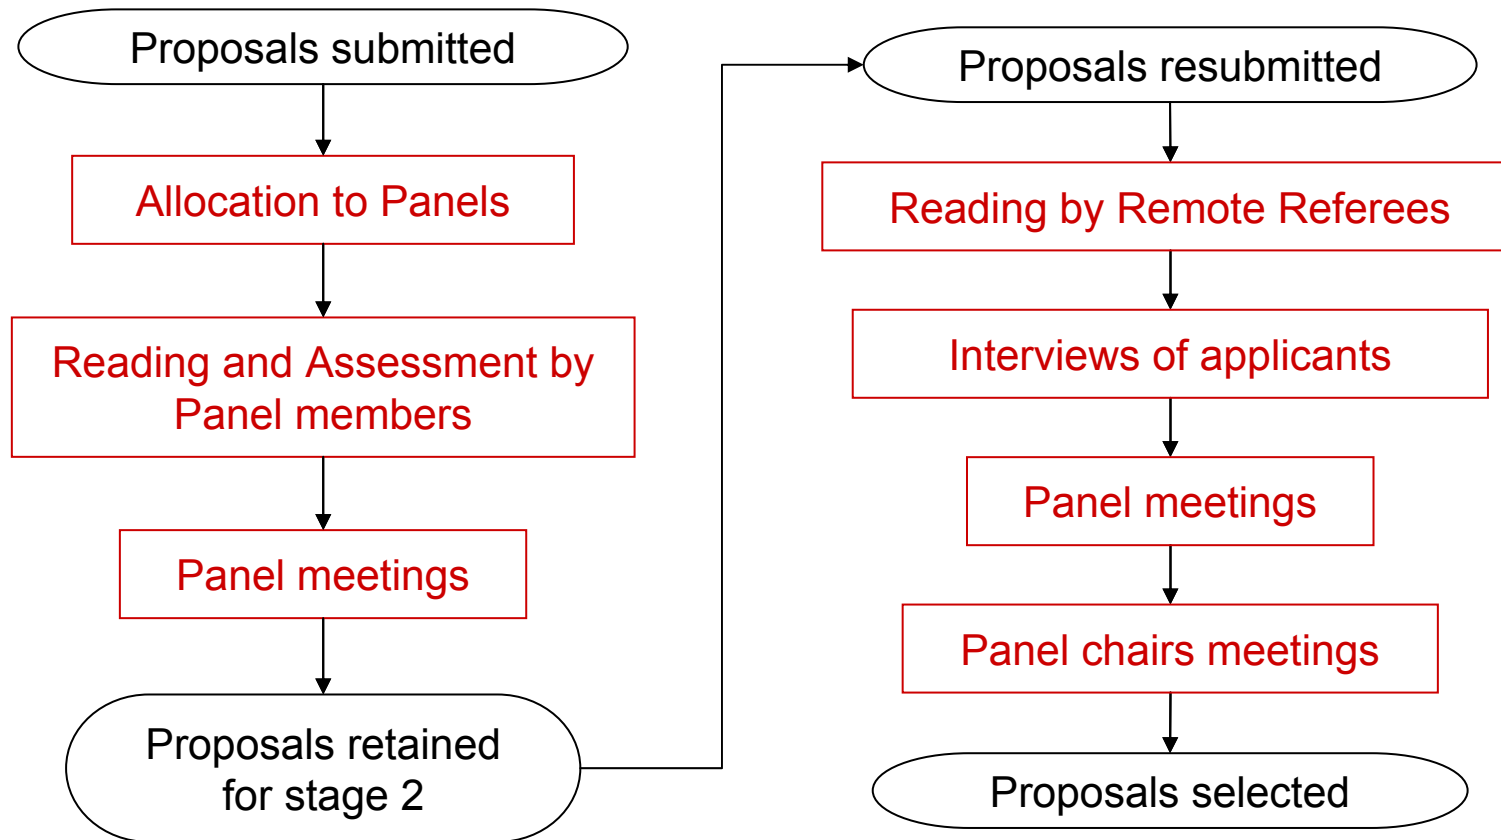 Proposals submitted
Allocation to Panels
Reading and Assessment by
Panel members
Panel meetings
Proposals retained
for stage 2
Proposals resubmitted
Reading by Remote Referees
Interviews of applicants
Panel meetings
Panel chairs meetings
Proposals selected